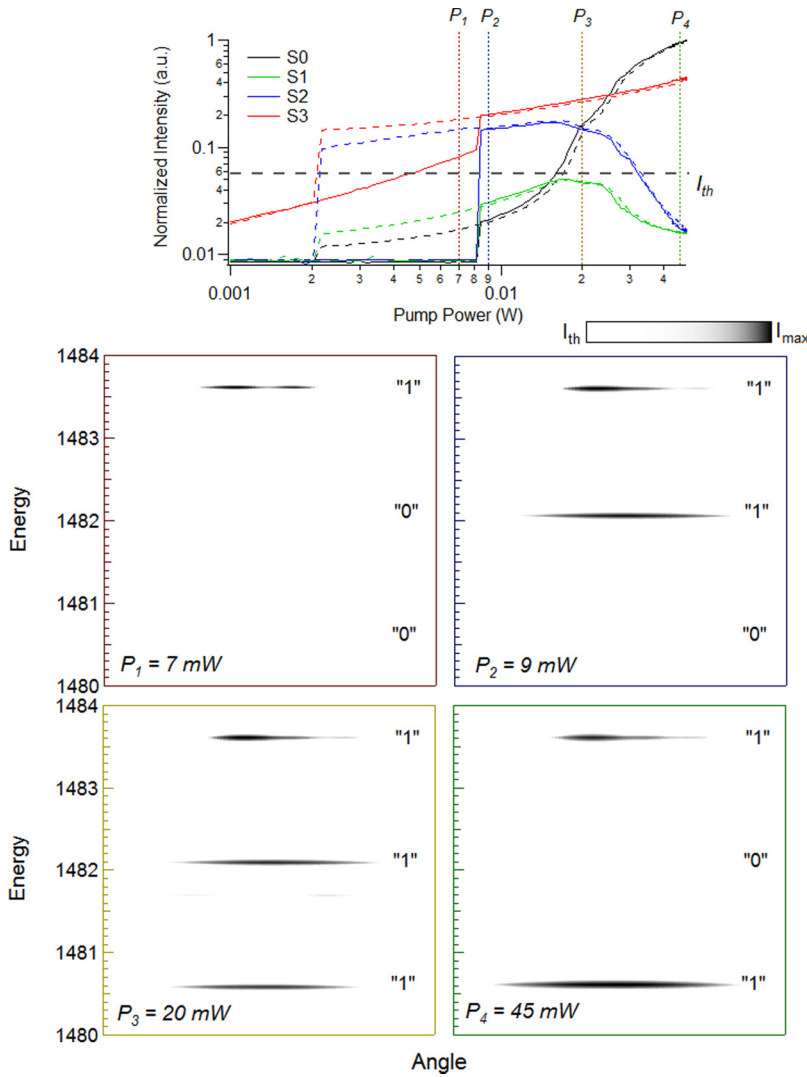 P1 P2 P3 P4
Normalized Intensity (a.u.)
1
6
4
2
0.1
6
4
2
0.01
S0
S1
S2
S3
Ith
0.001 2 3 4 5 6 7 8 9 0.01 2 3 4
Pump Power (W)
Ith Imax
Energy
1484
1483
1482
1481
1480
"1"
"0"
"0"
P1 = 7 mW
"1"
"1"
"0"
P2 = 9 mW
Energy
1484
1483
1482
1481
1480
"1"
"1"
"1"
P3 = 20 mW
"1"
"0"
"1"
P4 = 45 mW
Angle